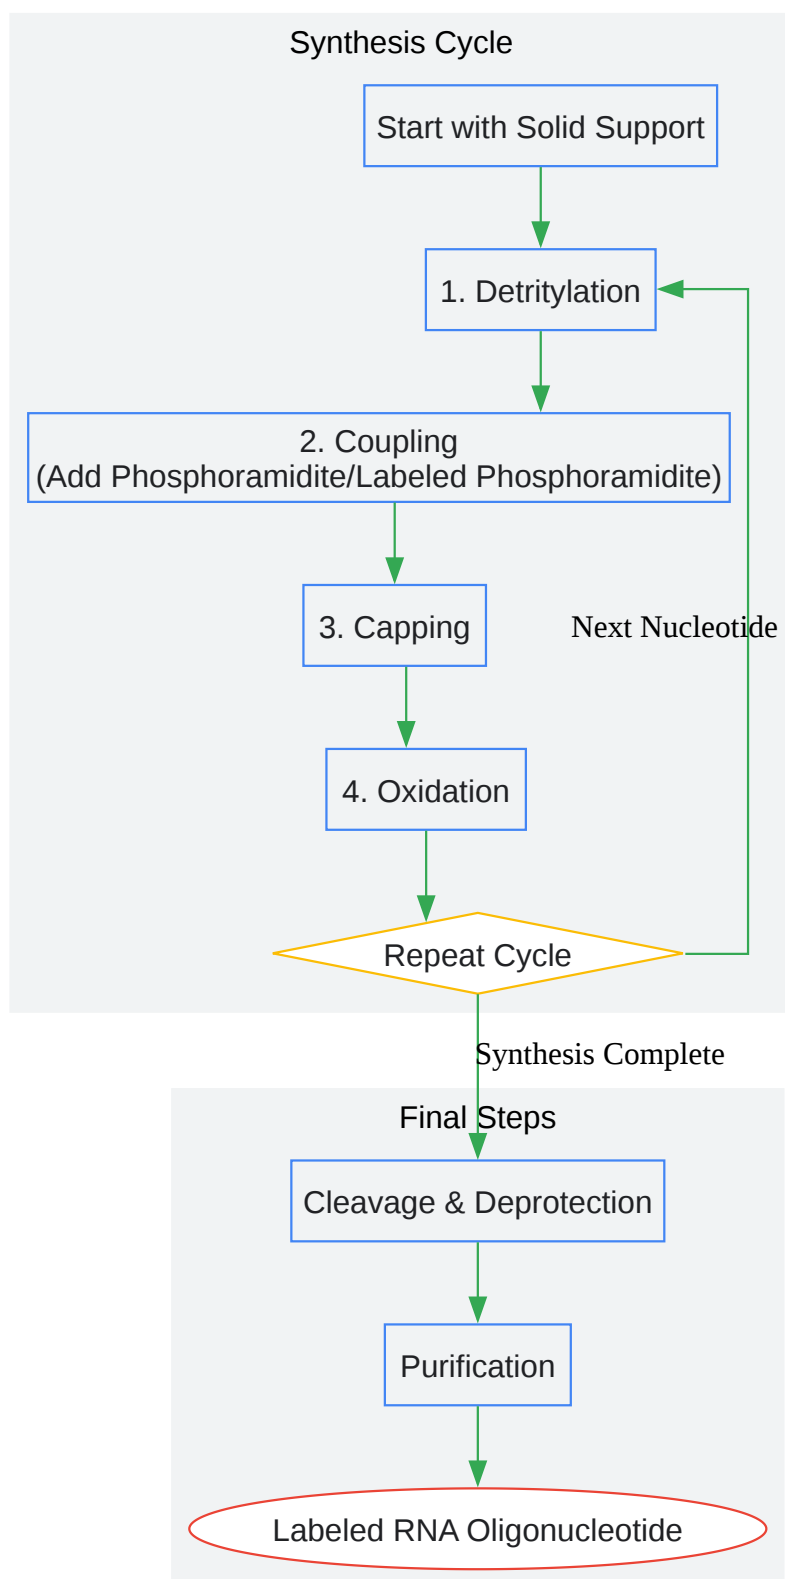 Synthesis Cycle
Start with Solid Support
1. Detritylation
2. Coupling
(Add Phosphoramidite/Labeled Phosphoramidite)
3. Capping
Next Nucleotide
4. Oxidation
Repeat Cycle
Synthesis Complete
Final Steps
Cleavage & Deprotection
Purification
Labeled RNA Oligonucleotide